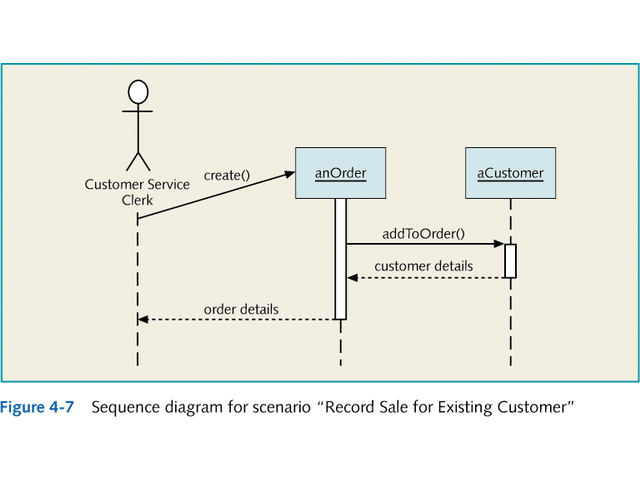 create()
anOrder
aCustomer
Customer Service
Clerk
addToOrder()
customer details
order details
Figure 4-7 Sequence diagram for scenario “Record Sale for Existing Customer”